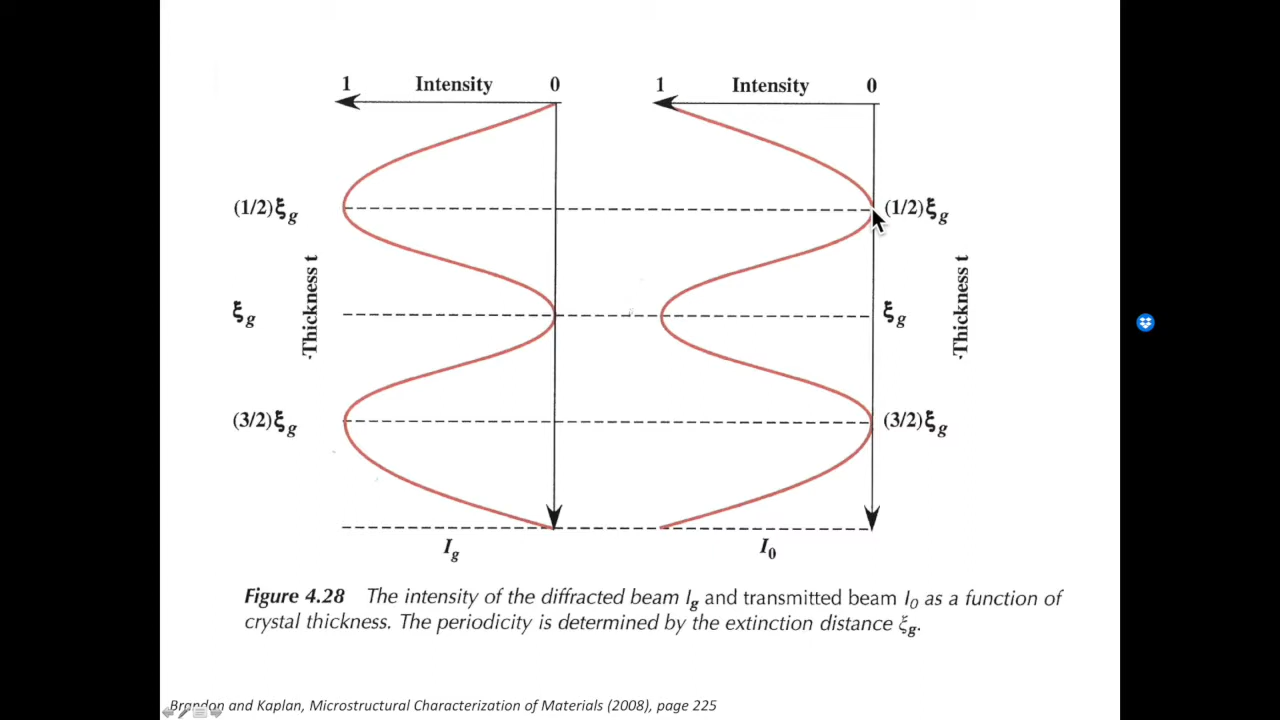 1 Intensity 0 1 Intensity 0
(1/2)ξg (1/2)ξg
-Thickness t -Thickness t
ξg ξg
(3/2)ξg (3/2)ξg
Ig I0
Figure 4.28 The intensity of the diffracted beam Ig and transmitted beam I0 as a function of
crystal thickness. The periodicity is determined by the extinction distance ξg.
Brandon and Kaplan, Microstructural Characterization of Materials (2008), page 225